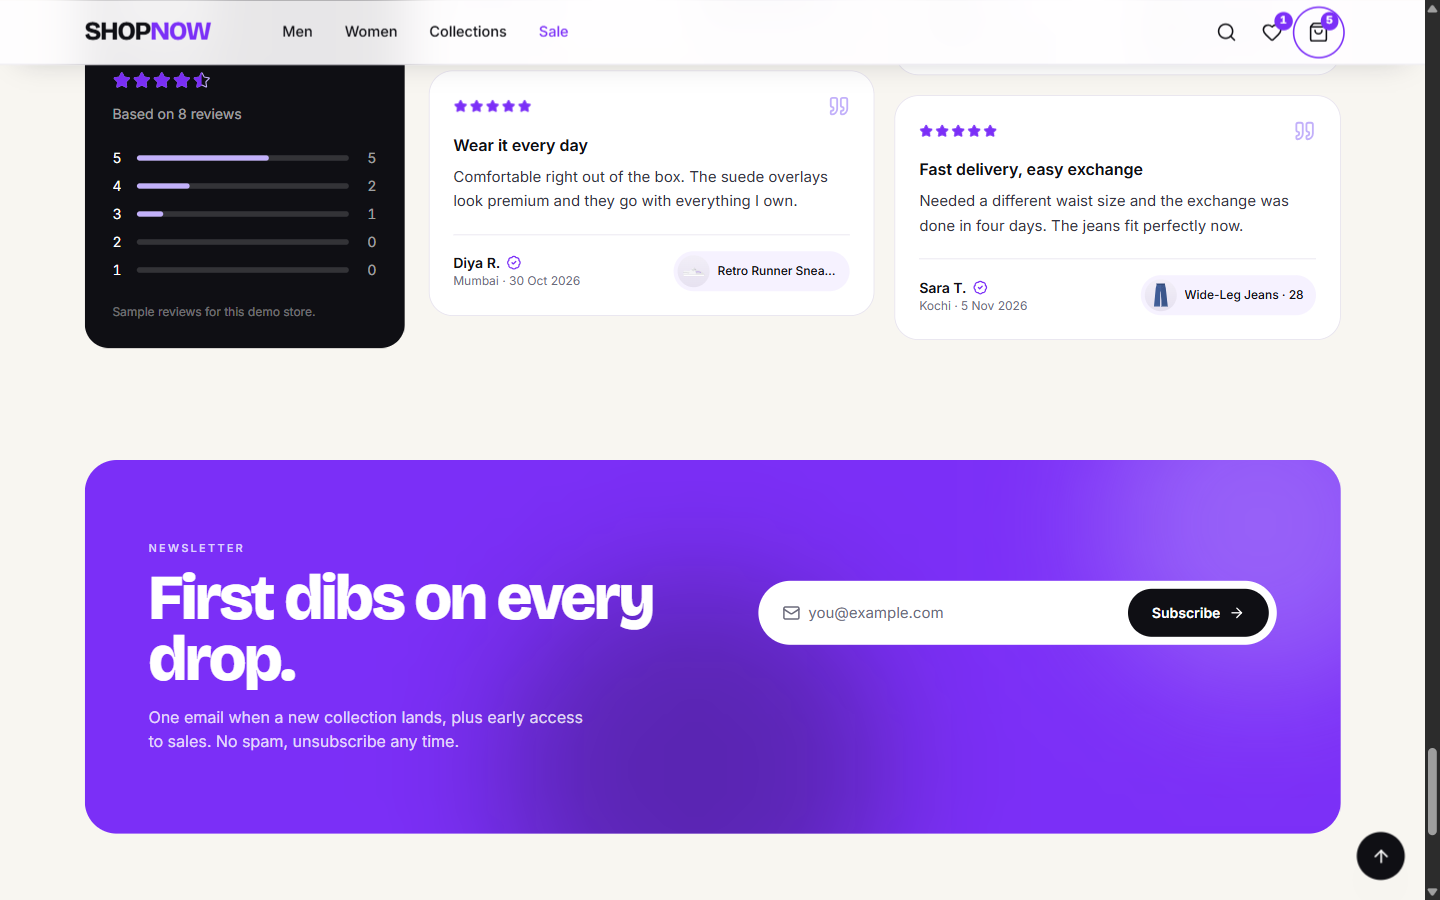 SHOPNOW
Men
Women
Collections
Sale
1
5
Based on 8 reviews
5 5
4 2
3 1
2 0
1 0
Sample reviews for this demo store.
Wear it every day
Comfortable right out of the box. The suede overlays
look premium and they go with everything I own.
Diya R.
Mumbai · 30 Oct 2026
Retro Runner Snea...
Fast delivery, easy exchange
Needed a different waist size and the exchange was
done in four days. The jeans fit perfectly now.
Sara T.
Kochi · 5 Nov 2026
Wide-Leg Jeans · 28
NEWSLETTER
First dibs on every
drop.
One email when a new collection lands, plus early access
to sales. No spam, unsubscribe any time.
you@example.com
Subscribe